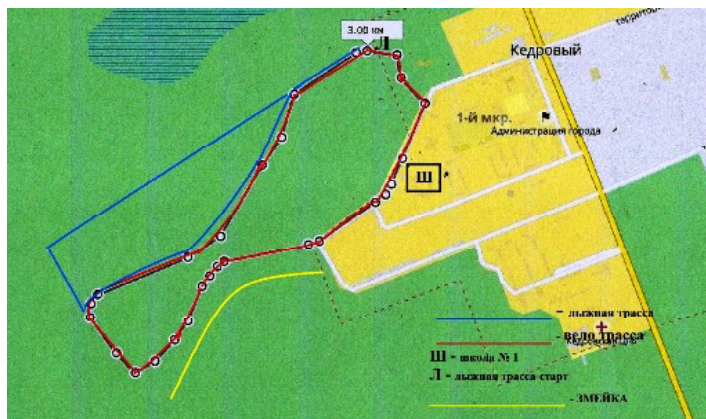 территор
3.00 км
Л
Кедровый
1-й мкр.
Администрация города
Ш
- лыжная трасса
- вело трасса
Ш - школа № 1
Л - лыжная трасса-старт
- ЗМЕЙКА